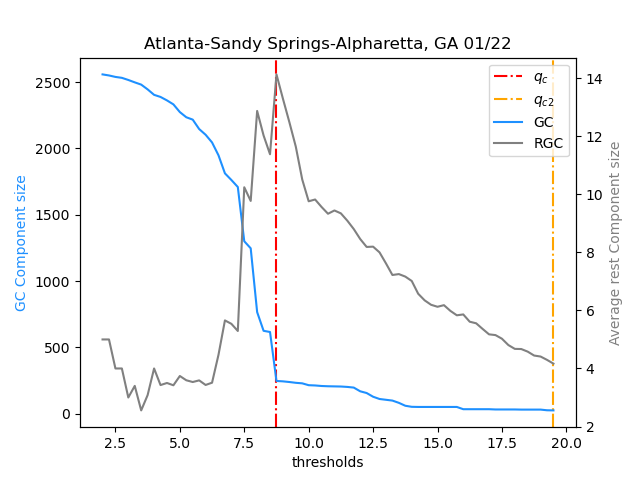 Atlanta-Sandy Springs-Alpharetta, GA 01/22
GC Component size
2500
2000
1500
1000
500
0
q_c
q_c2
GC
RGC
14
12
10
8
6
4
2
Average rest Component size
2.5 5.0 7.5 10.0 12.5 15.0 17.5 20.0
thresholds